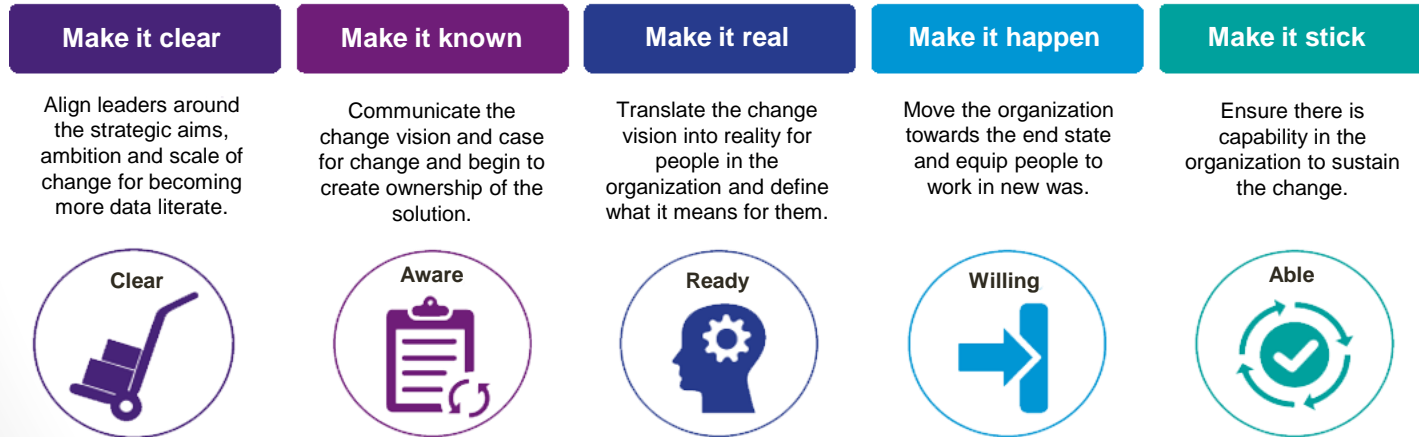 Make it clear
Make it known
Make it real
Make it happen
Make it stick
Align leaders around
the strategic aims,
ambition and scale of
change for becoming
more data literate.
Communicate the
change vision and case
for change and begin to
create ownership of the
solution.
Translate the change
vision into reality for
people in the
organization and define
what it means for them.
Move the organization
towards the end state
and equip people to
work in new was.
Ensure there is
capability in the
organization to sustain
the change.
Clear
Aware
Ready
Willing
Able